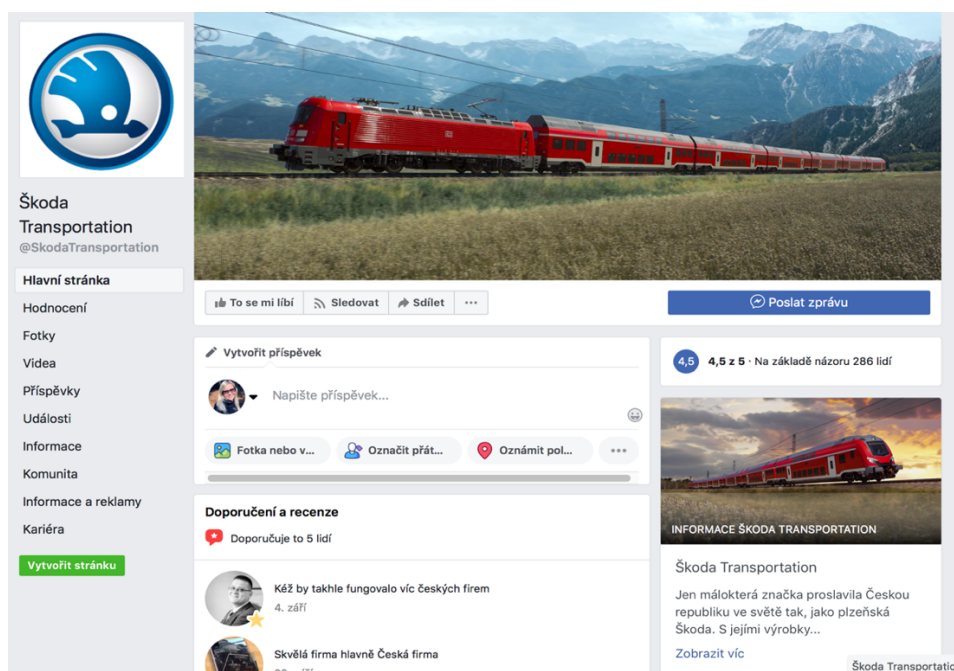 Škoda
Transportation
@SkodaTransportation
Hlavní stránka
Hodnocení
Fotky
Videa
Příspěvky
Události
Informace
Komunita
Informace a reklamy
Kariéra
Vytvořit stránku
To se mi líbí
Sledovat
Sdílet
Poslat zprávu
Vytvořit příspěvek
Napište příspěvek...
Fotka nebo v...
Označit přát...
Oznámit pol...
Doporučení a recenze
Doporučuje to 5 lidí
Kéž by takhle fungovalo víc českých firem
4. září
Skvělá firma hlavně Česká firma
4,5
4,5 z 5 · Na základě názoru 286 lidí
INFORMACE ŠKODA TRANSPORTATION
Škoda Transportation
Jen málokterá značka proslavila Českou
republiku ve světě tak, jako plzeňská
Škoda. S jejími výrobky...
Zobrazit víc
Škoda Transportatio